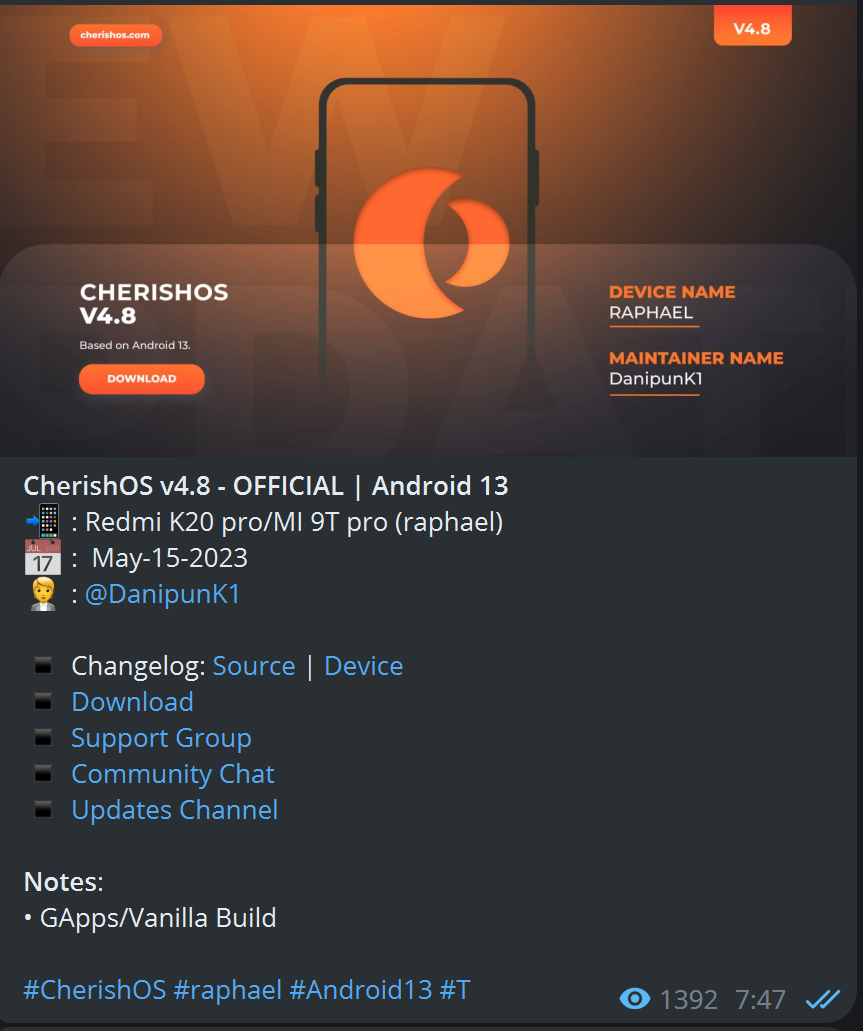 cherishos.com
V4.8
CHERISHOS
V4.8
Based on Android 13.
DOWNLOAD
DEVICE NAME
RAPHAEL
MAINTAINER NAME
DanipunK1
CherishOS v4.8 - OFFICIAL | Android 13
: Redmi K20 pro/MI 9T pro (raphael)
JUL 17 : May-15-2023
: @DanipunK1
Changelog: Source | Device
Download
Support Group
Community Chat
Updates Channel
Notes:
• GApps/Vanilla Build
#CherishOS #raphael #Android13 #T
1392 7:47